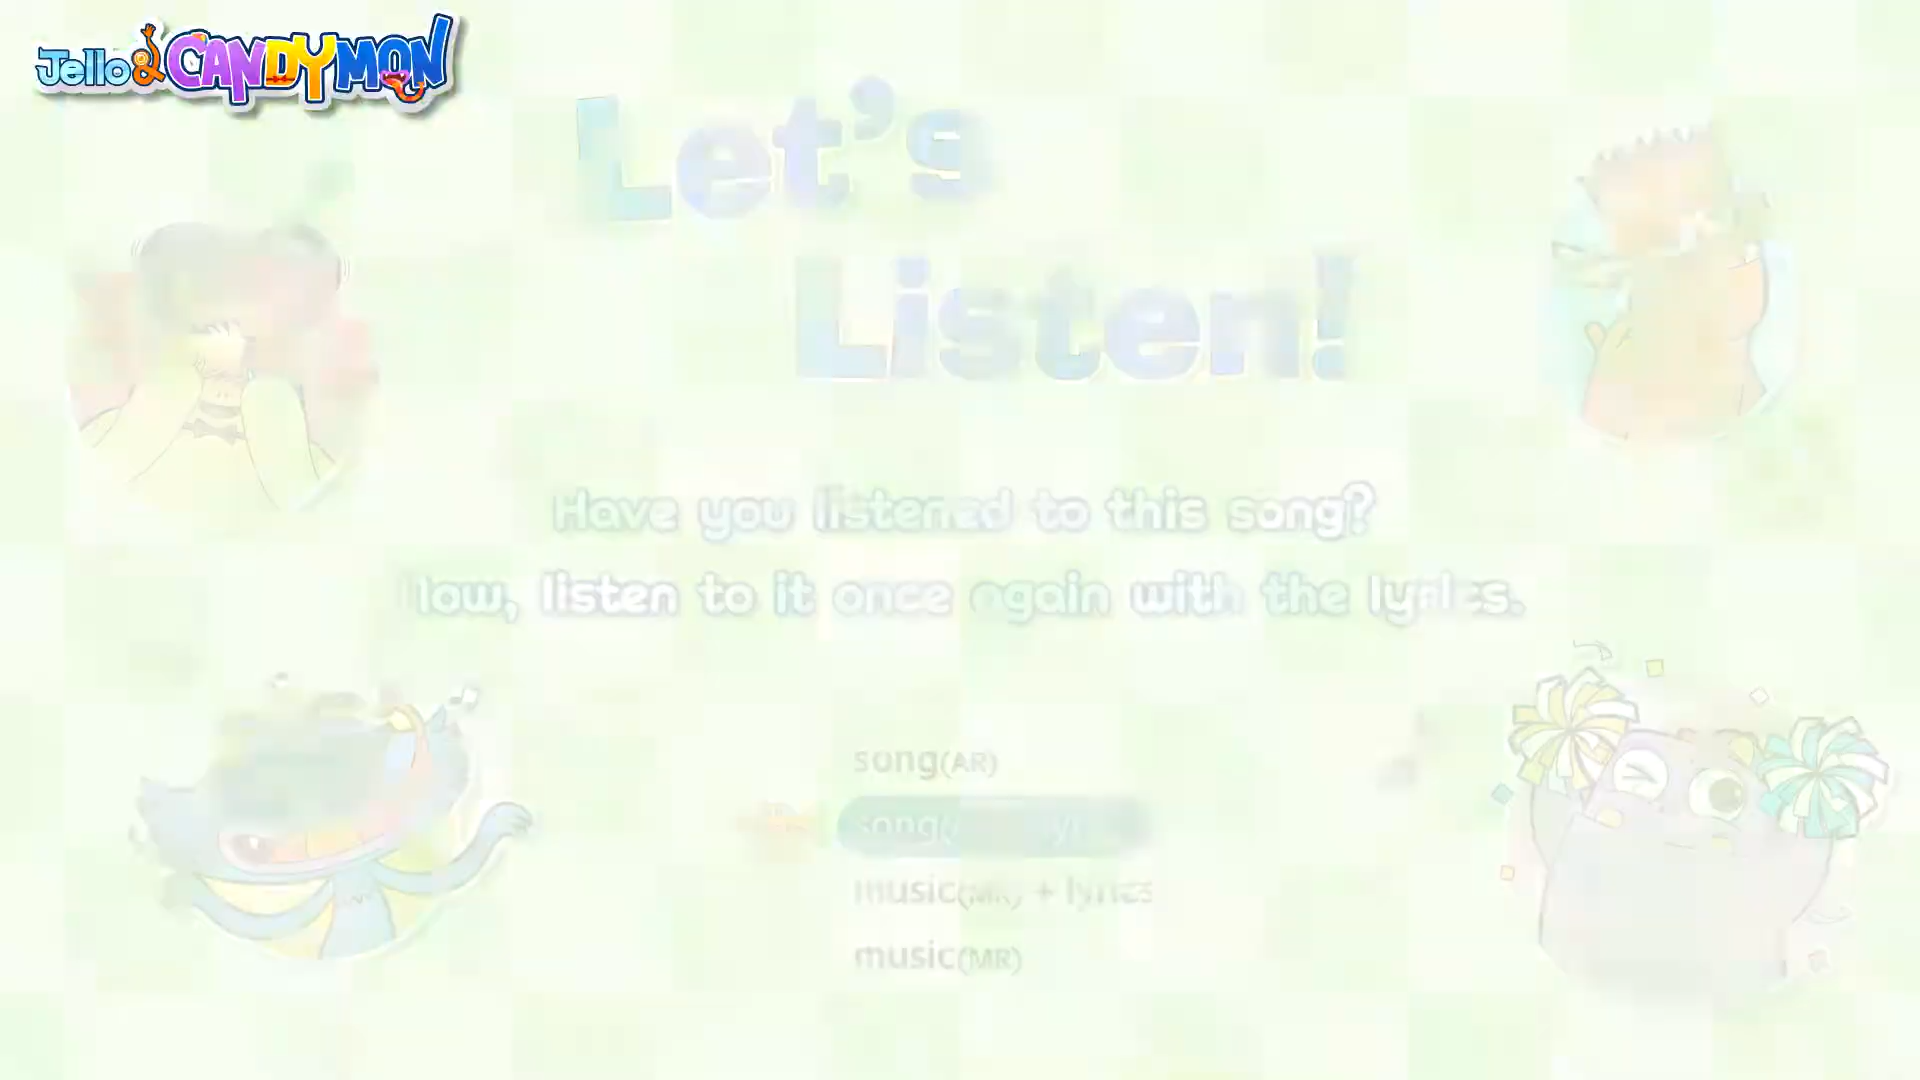 Jello & CANDYMON
Let's
Listen!
Have you listened to this song?
Now, listen to it once again with the lyrics.
song(AR)
song(
music(MR) + lyrics
music(MR)